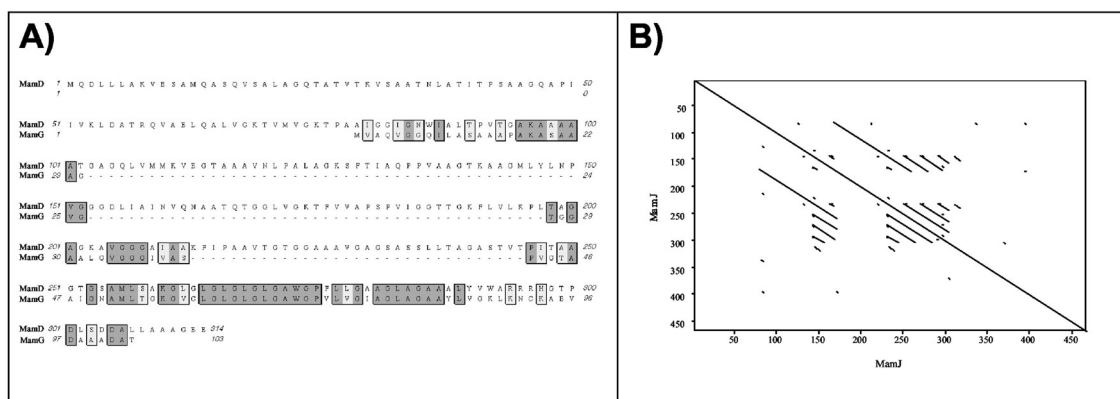 A)
MamD 1 M Q D L L L A K V E S A M Q A S Q V S A L A G Q T A T V T K V S A A T N L A T I T P S A A G Q A P I 50
1 0
MamD 51 I V K L D A T R Q V A E L Q A L V G K T V M V G K T P A A I G G I G N W I A L T P V T G A K A A A A 100
MamG 1 M V A Q V G G Q I L A S A A A P A K A S A A 22
MamD 101 A T G A G Q L V M M K V E G T A A A V N L P A L A G K S F T I A Q P P V A A G T K A A G M L Y L N P 150
MamG 23 A G - - - - - - - - - - - - - - - - - - - - - - - - - - - - - - - - - - - - - - - - - - - - - - - - 24
MamD 151 V G G G D L I A I N V Q N A A T Q T G G L V G K T F V V A P S P V I G G T T G K F L V L K P L T A G 200
MamG 25 V G - - - - - - - - - - - - - - - - - - - - - - - - - - - - - - - - - - - - - - - - - - - - - T G G 29
MamD 201 A G K A V G G G A I A A K F I P A A V T G T G G A A A V G A G S A S S L L T A G A S T V T P I T A A 250
MamG 30 A A L Q V G G G I V A S - - - - - - - - - - - - - - - - - - - - - - - - - - - - - - - - - P V G T A 46
MamD 251 G T G S A M L S A K G L G L G L G L G L G A W G P F L L G A A G L A G A A L Y V W A R K R R H G T P 300
MamG 47 A I G N A M L T G K G V C L G L G L G L G A W G P V L V G I A G L A G A A Y L V G K L K N C K A E V 96
MamD 301 D L S D D A L L A A A G E E 314
MamG 97 D A A A D A T 103
B)
50
100
150
200
250
300
350
400
450
MamJ
50 100 150 200 250 300 350 400 450
MamJ